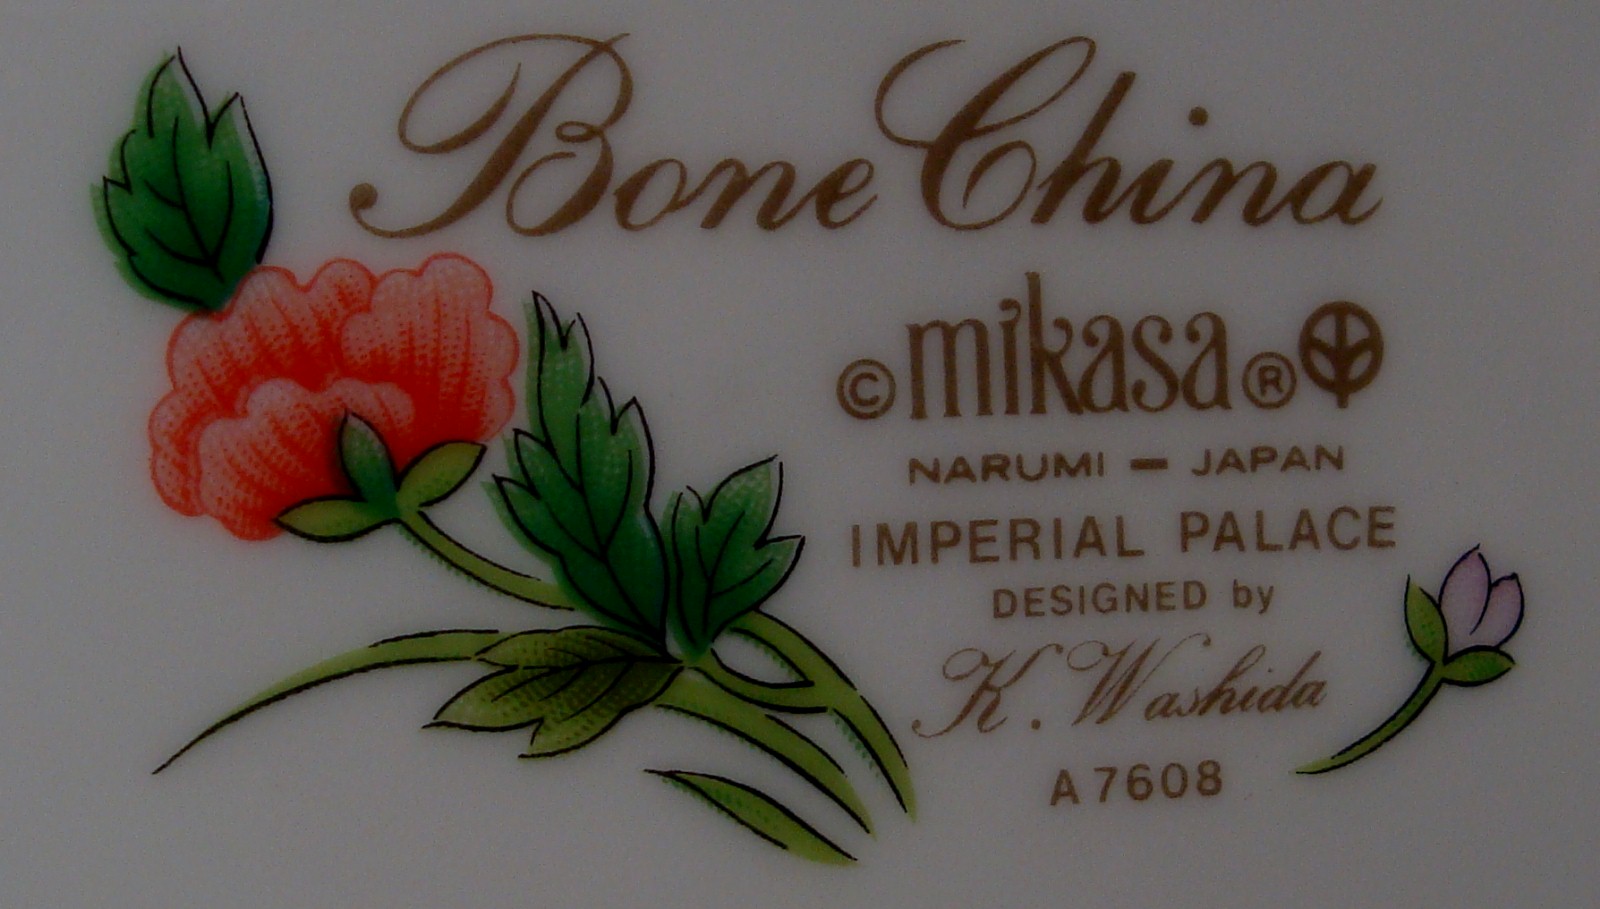 Bone China
© mikasa ®
NARUMI - JAPAN
IMPERIAL PALACE
DESIGNED by
K. Washida
A7608